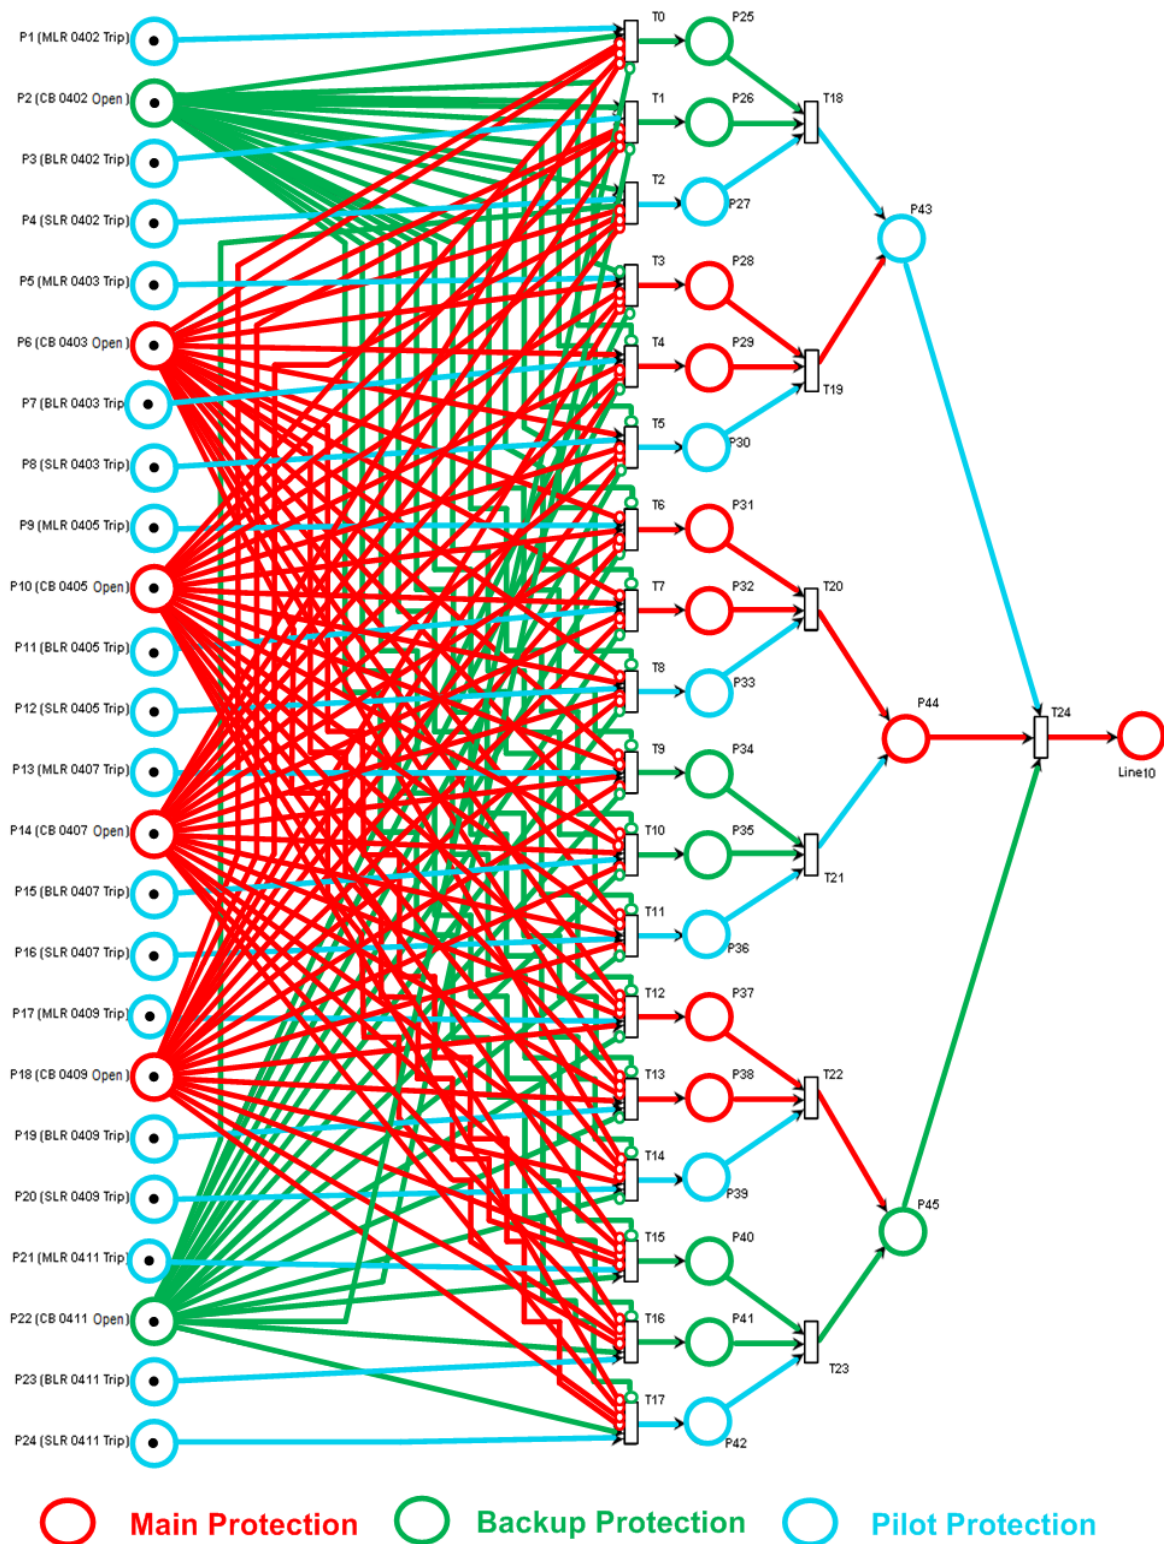 P1 (MLR 0402 Trip)
P2 (CB 0402 Open )
P3 (BLR 0402 Trip)
P4 (SLR 0402 Trip)
P5 (MLR 0403 Trip)
P6 (CB 0403 Open)
P7 (BLR 0403 Trip
P8 (SLR 0403 Trip)
P9 (MLR 0405 Trip)
P10 (CB 0405 Open)
P11 (BLR 0405 Trip)
P12 (SLR 0405 Trip)
P13 (MLR 0407 Trip)
P14 (CB 0407 Open)
P15 (BLR 0407 Trip)
P16 (SLR 0407 Trip)
P17 (MLR 0409 Trip)
P18 (CB 0409 Open )
P19 (BLR 0409 Trip)
P20 (SLR 0409 Trip)
P21 (MLR 0411 Trip)
P22 (CB 0411 Open)
P23 (BLR 0411 Trip)
P24 (SLR 0411 Trip)
T0
T1
T2
T3
T4
T5
T6
T7
T8
T9
T10
T11
T12
T13
T14
T15
T16
T17
P25
P26
P27
P28
P29
P30
P31
P32
P33
P34
P35
P36
P37
P38
P39
P40
P41
P42
T18
T19
T20
T21
T22
T23
P43
P44
P45
T24
Line10
Main Protection
Backup Protection
Pilot Protection